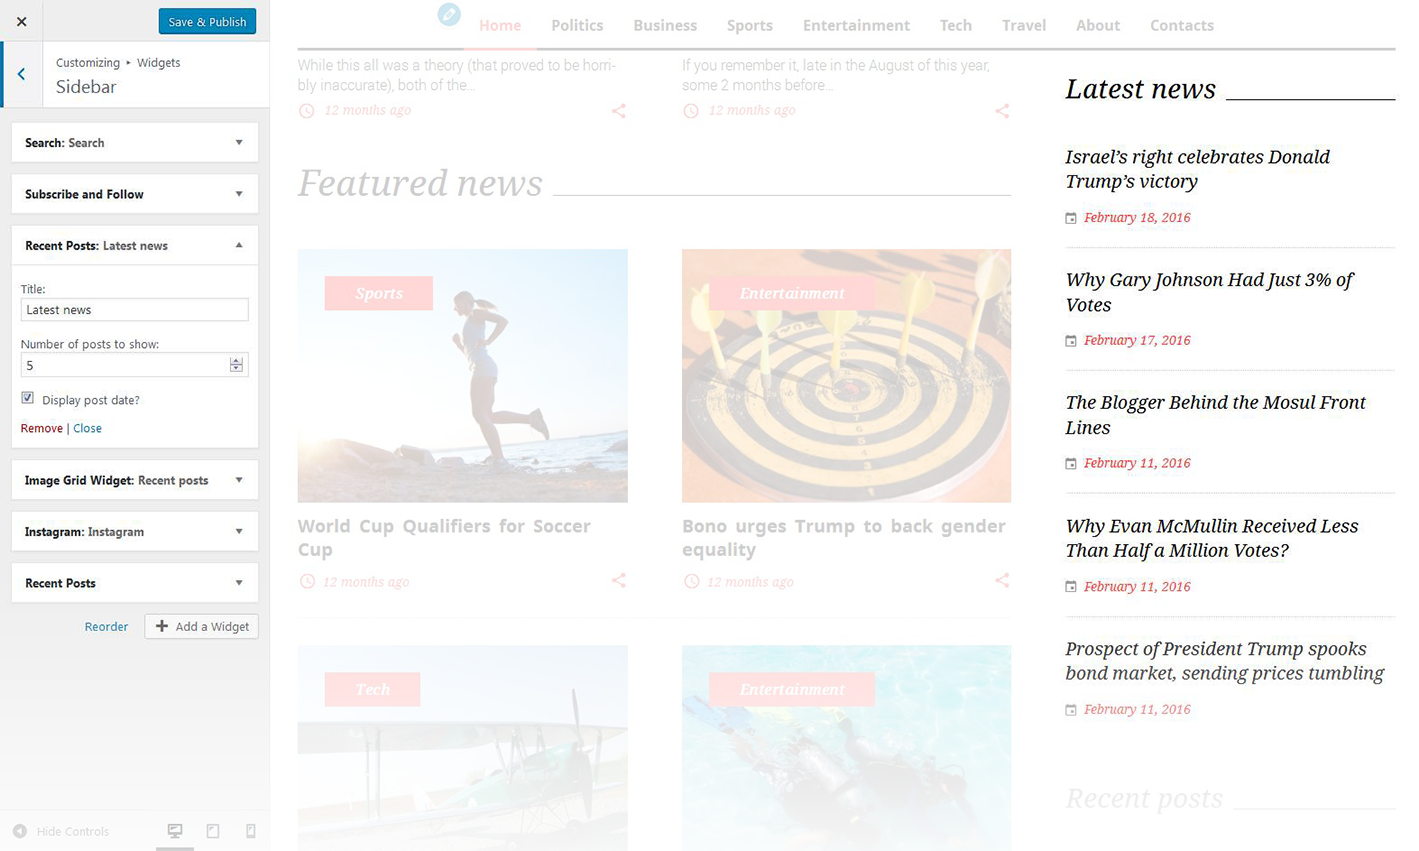 Save & Publish
Customizing ▸ Widgets
Sidebar
Search: Search
Subscribe and Follow
Recent Posts: Latest news
Title:
Latest news
Number of posts to show:
5
Display post date?
Remove | Close
Image Grid Widget: Recent posts
Instagram: Instagram
Recent Posts
Reorder
Add a Widget
Hide Controls
Home Politics Business Sports Entertainment Tech Travel About Contacts
While this all was a theory (that proved to be horri-
bly inaccurate), both of the...
12 months ago
If you remember it, late in the August of this year,
some 2 months before...
12 months ago
Featured news
Sports
World Cup Qualifiers for Soccer
Cup
12 months ago
Entertainment
Bono urges Trump to back gender
equality
12 months ago
Tech
Entertainment
Latest news
Israel’s right celebrates Donald
Trump’s victory
February 18, 2016
Why Gary Johnson Had Just 3% of
Votes
February 17, 2016
The Blogger Behind the Mosul Front
Lines
February 11, 2016
Why Evan McMullin Received Less
Than Half a Million Votes?
February 11, 2016
Prospect of President Trump spooks
bond market, sending prices tumbling
February 11, 2016
Recent posts